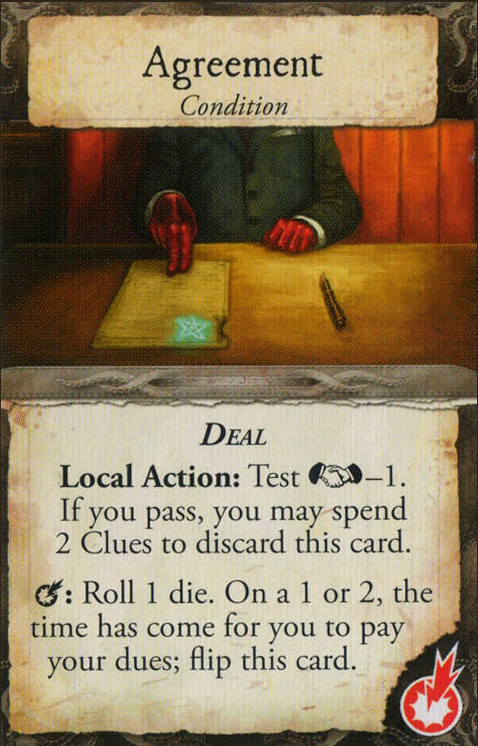 Agreement
Condition
DEAL
Local Action: Test –1.
If you pass, you may spend
2 Clues to discard this card.
: Roll 1 die. On a 1 or 2, the
time has come for you to pay
your dues; flip this card.